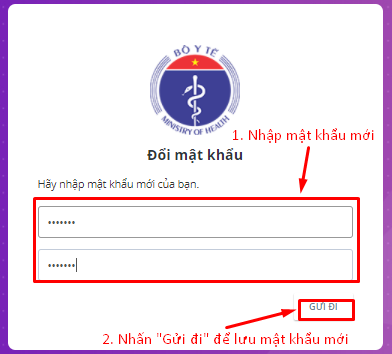 BỘ Y TẾ
MINISTRY OF HEALTH
1. Nhập mật khẩu mới
Đổi mật khẩu
Hãy nhập mật khẩu mới của bạn.
•••••••
•••••••
GỬI ĐI
2. Nhấn "Gửi đi" để lưu mật khẩu mới